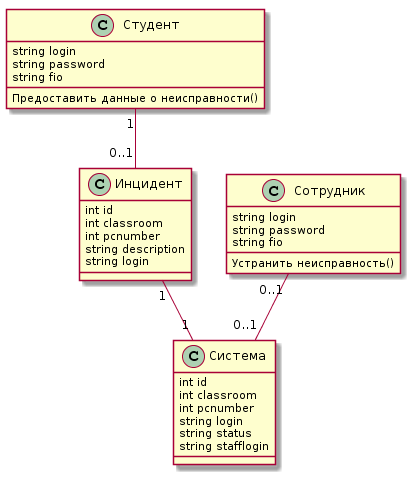 C Студент
string login
string password
string fio
Предоставить данные о неисправности()
1
0..1
C Инцидент
int id
int classroom
int pcnumber
string description
string login
C Сотрудник
string login
string password
string fio
Устранить неисправность()
1
0..1
1
0..1
C Система
int id
int classroom
int pcnumber
string login
string status
string stafflogin